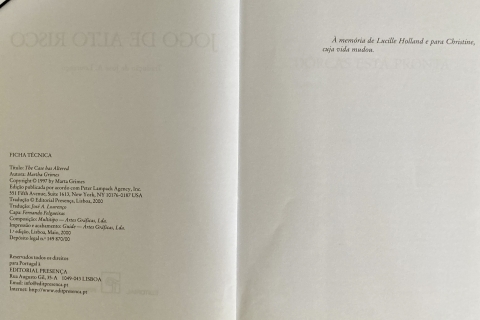 JOGO DE ALTO RISCO
FICHA TÉCNICA
Título: The Case has Altered
Autora: Martha Grimes
Copyright © 1997 by Marta Grimes
Edição publicada por acordo com Peter Lampack Agency, Inc.
551 Fifth Avenue, Suite 1613, New York, NY 10176-0187 USA
Tradução © Editorial Presença, Lisboa, 2000
Tradução: José A. Lourenço
Capa: Fernando Felgueiras
Composição: Multitipo — Artes Gráficas, Lda.
Impressão e acabamento: Guide — Artes Gráficas, Lda.
1.ª edição, Lisboa, Maio, 2000
Depósito legal n.º 149 870/00
Reservados todos os direitos
para Portugal à
EDITORIAL PRESENÇA
Rua Augusto Gil, 35-A 1049-043 LISBOA
Email: info@editpresenca.pt
Internet: http://www.editpresenca.pt
À memória de Lucille Holland e para Christine,
cuja vida mudou.